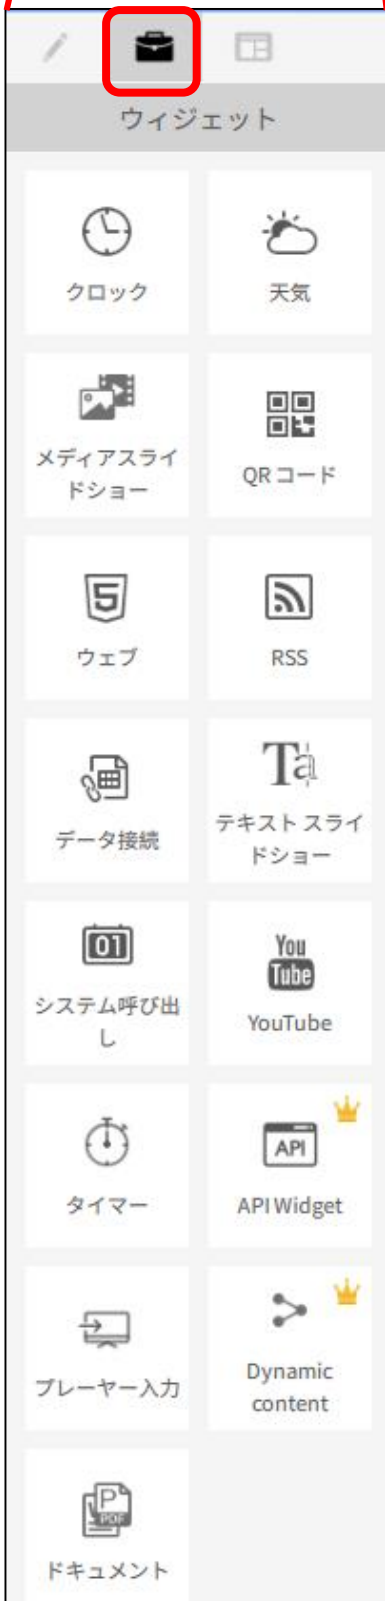 ウィジェット
クロック
天気
メディアスライ
ドショー
QR コード
5
ウェブ
RSS
データ接続
Ta
テキスト スライ
ドショー
01
システム呼び出
し
You
Tube
YouTube
タイマー
API
API Widget
プレーヤー入力
Dynamic
content
P
PDF
ドキュメント